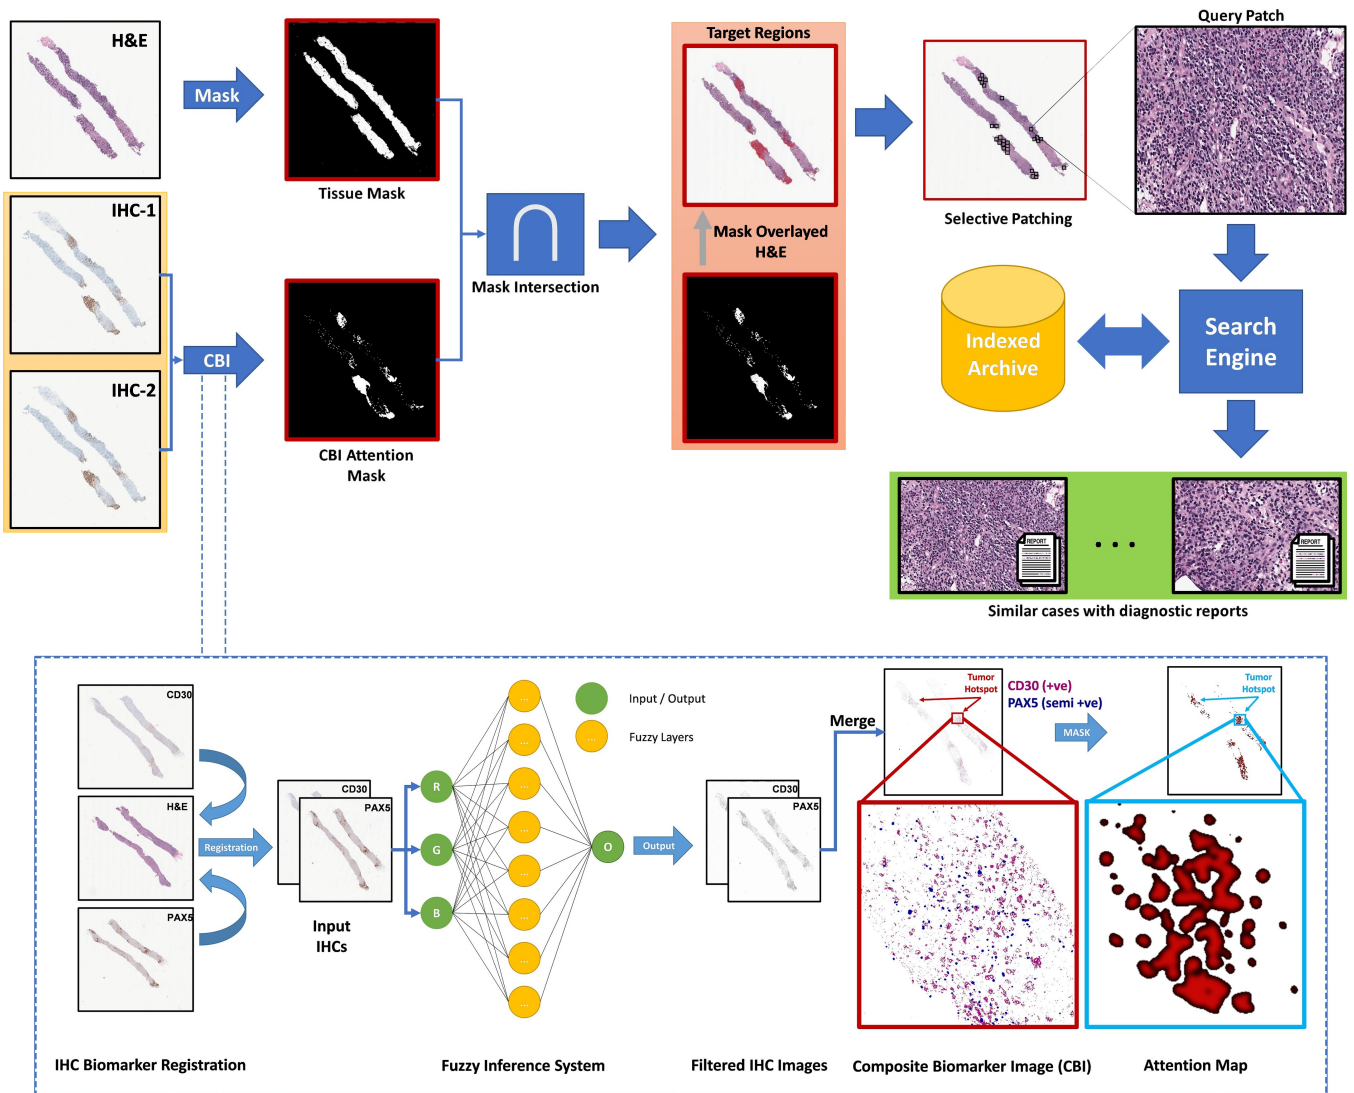 H&E
Mask
Tissue Mask
IHC-1
IHC-2
CBI
CBI Attention
Mask
Mask Intersection
Target Regions
Mask Overlayed
H&E
Selective Patching
Query Patch
Indexed
Archive
Search
Engine
REPORT
. . .
REPORT
Similar cases with diagnostic reports
CD30
H&E
PAX5
Registration
IHC Biomarker Registration
CD30
PAX5
Input
IHCs
R
G
B
...
...
...
...
...
...
...
...
O
Input / Output
...
Fuzzy Layers
Fuzzy Inference System
Output
CD30
PAX5
Filtered IHC Images
Merge
Tumor
Hotspot
CD30 (+ve)
PAX5 (semi +ve)
MASK
Composite Biomarker Image (CBI)
Tumor
Hotspot
Attention Map